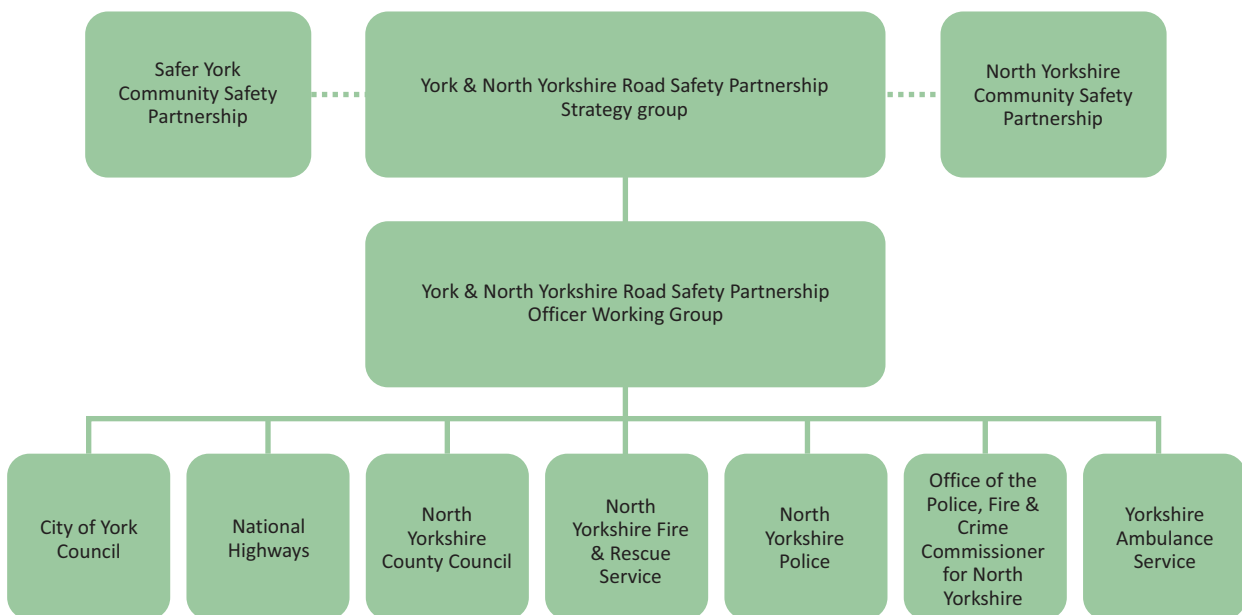 Safer York
Community Safety
Partnership
York & North Yorkshire Road Safety Partnership
Strategy group
North Yorkshire
Community Safety
Partnership
York & North Yorkshire Road Safety Partnership
Officer Working Group
City of York
Council
National
Highways
North
Yorkshire
County Council
North
Yorkshire Fire
& Rescue
Service
North
Yorkshire
Police
Office of the
Police, Fire &
Crime
Commissioner
for North
Yorkshire
Yorkshire
Ambulance
Service